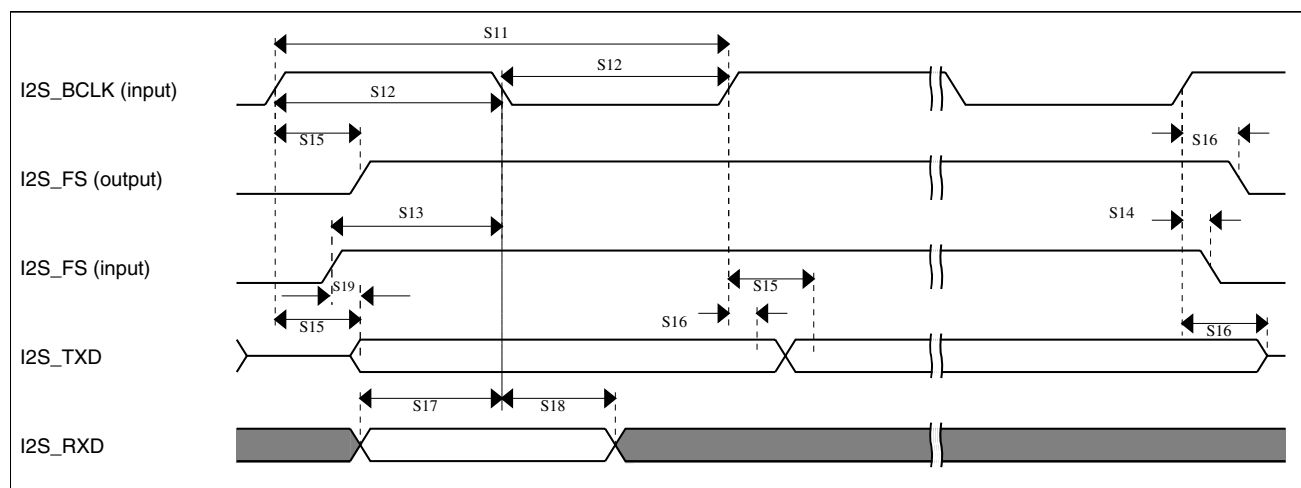 S11
S12
I2S_BCLK (input)
S12
S15
S16
I2S_FS (output)
S13
S14
I2S_FS (input)
S15
S19
S15
S16
S16
I2S_TXD
S17
S18
I2S_RXD